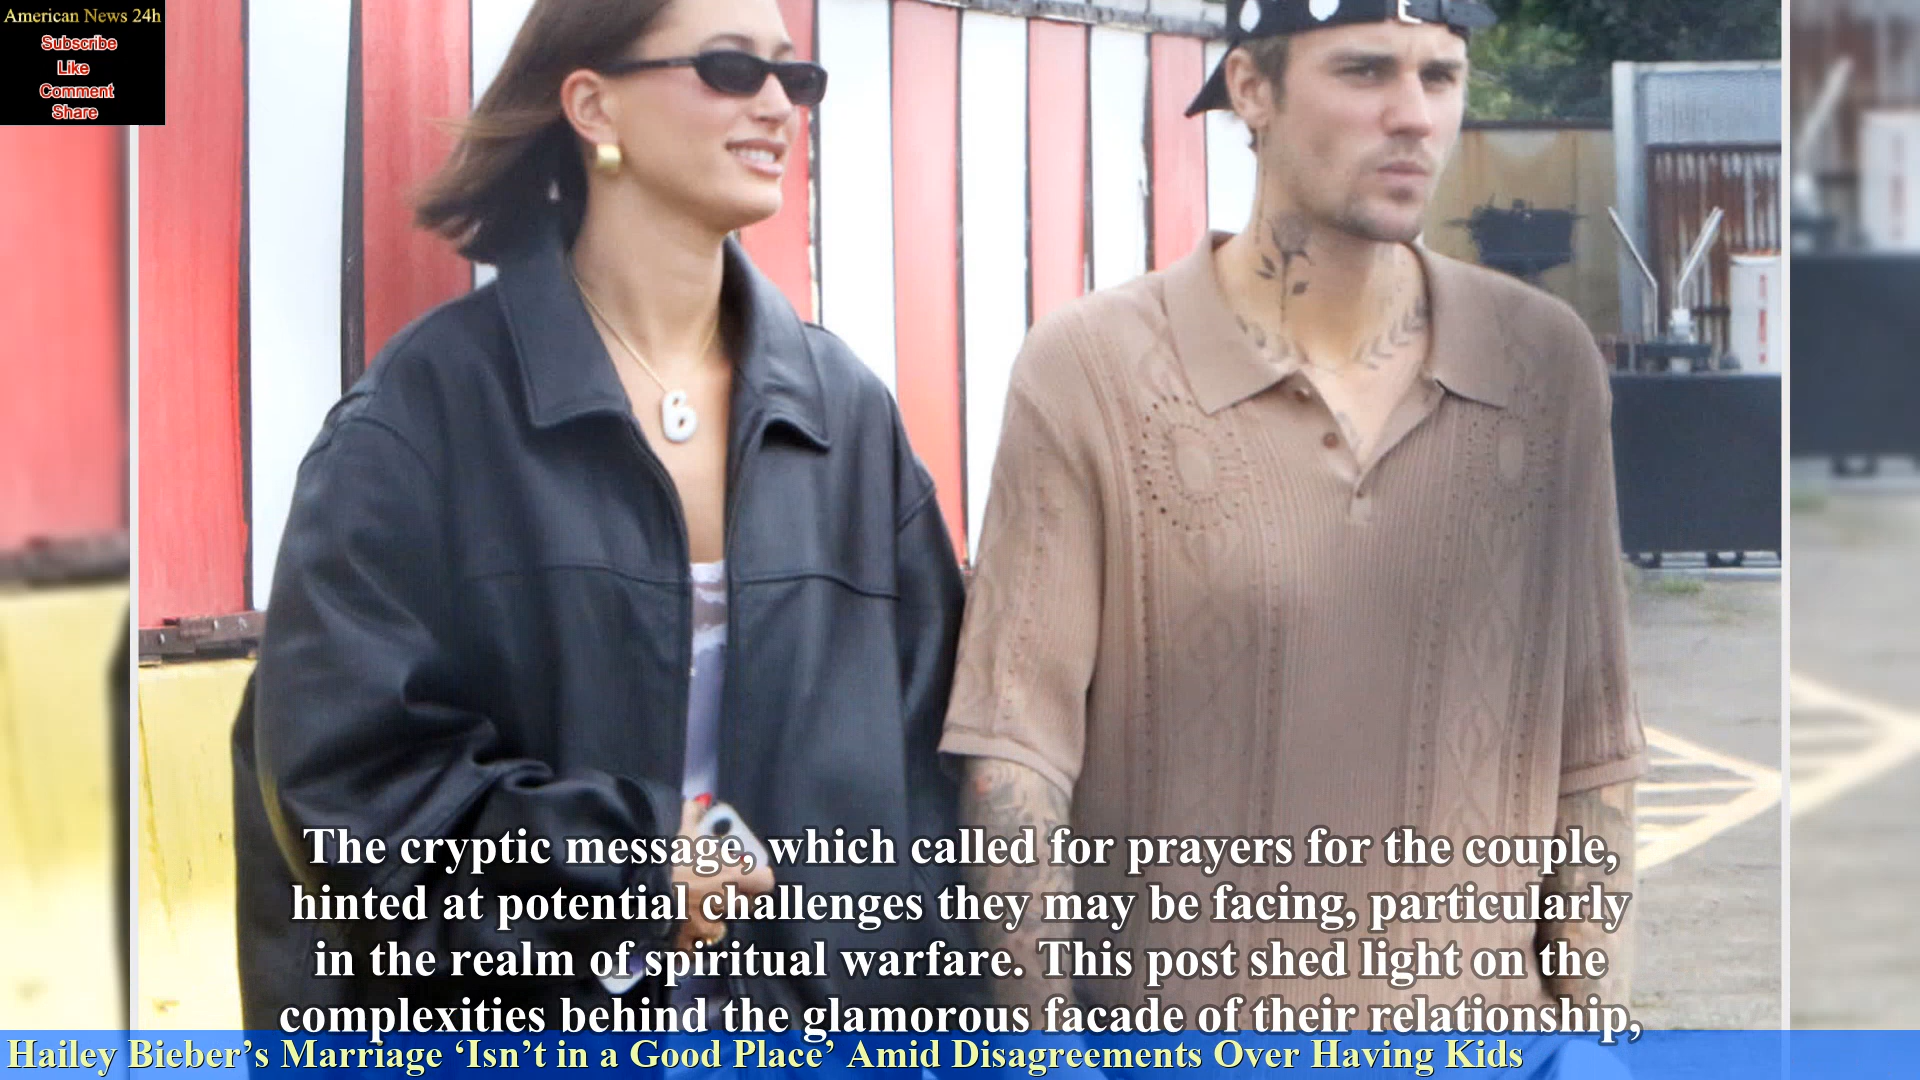 American News 24h
Subscribe
Like
Comment
Share
B
The cryptic message, which called for prayers for the couple,
hinted at potential challenges they may be facing, particularly
in the realm of spiritual warfare. This post shed light on the
complexities behind the glamorous facade of their relationship,
Hailey Bieber’s Marriage ‘Isn’t in a Good Place’ Amid Disagreements Over Having Kids